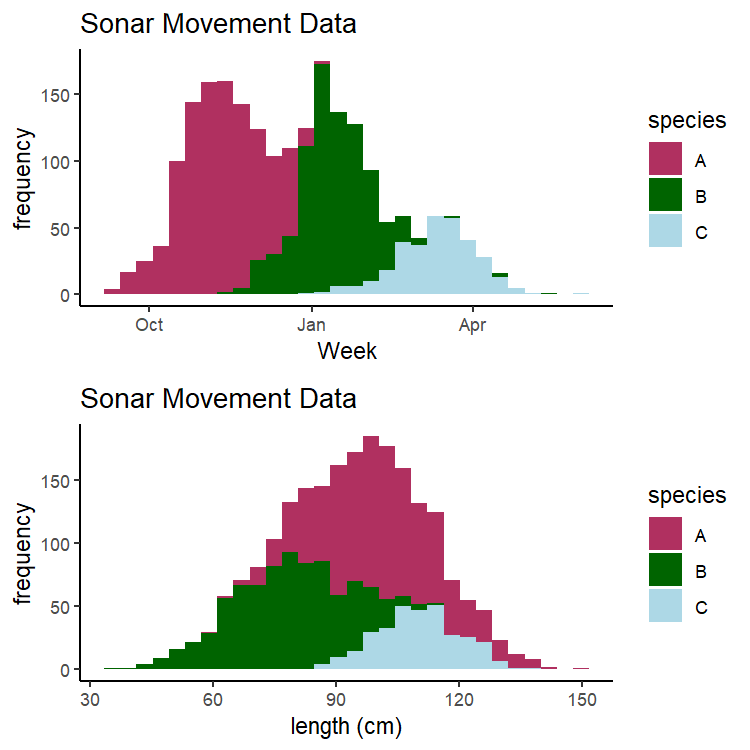 Sonar Movement Data
frequency
150
100
50
0
Oct Jan Apr
Week
species
A
B
C
Sonar Movement Data
frequency
150
100
50
0
30 60 90 120 150
length (cm)
species
A
B
C